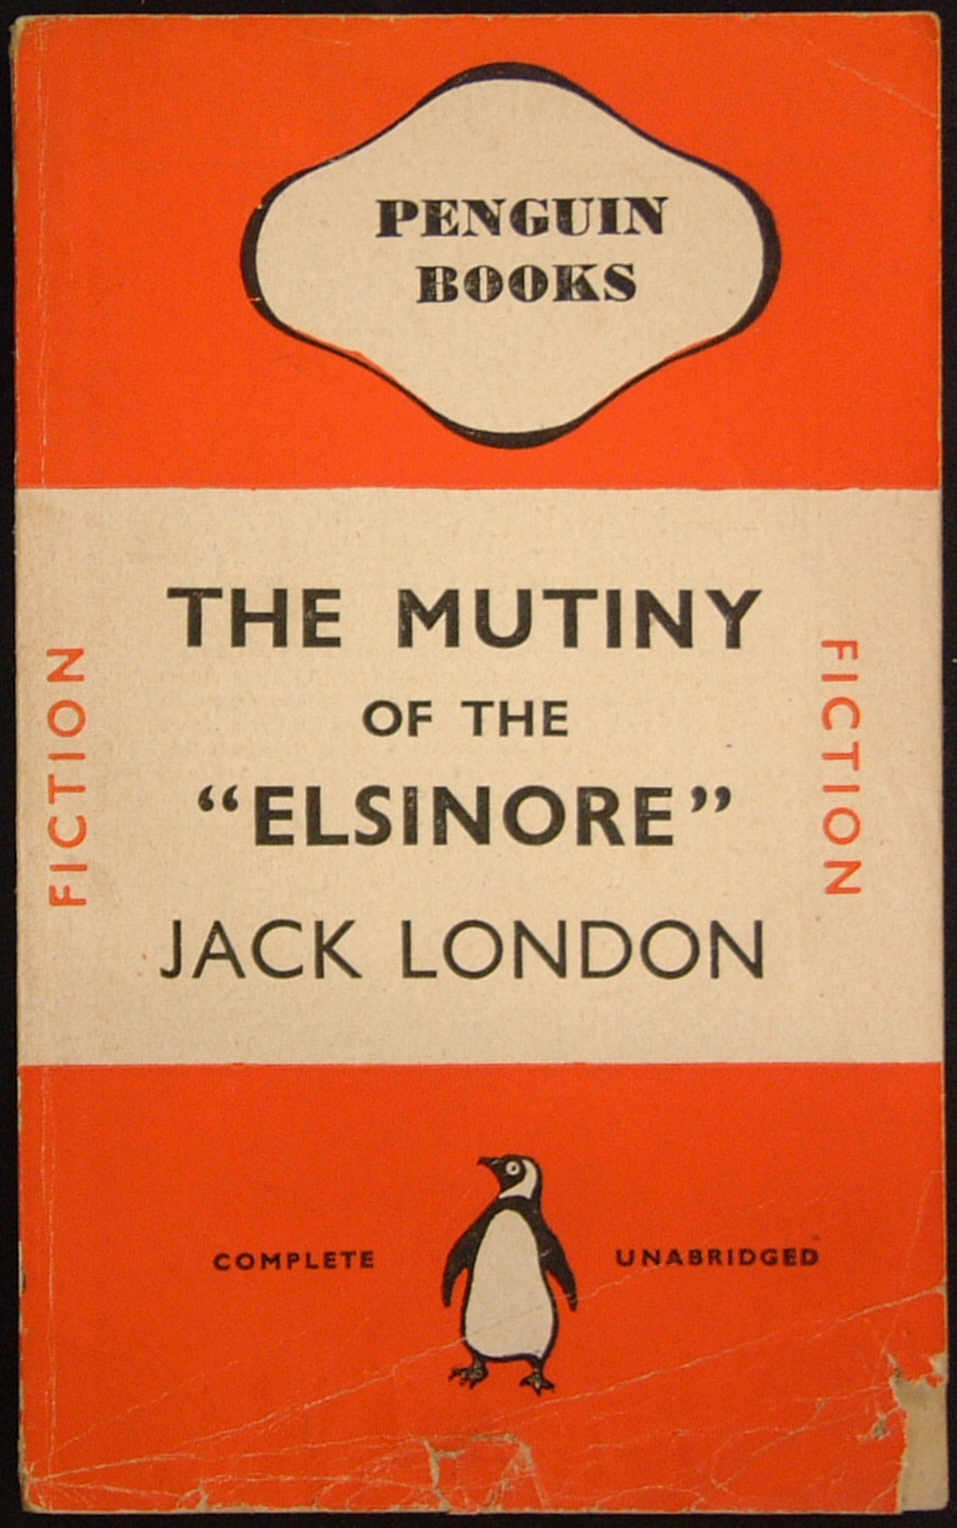 PENGUIN
BOOKS
THE MUTINY
OF THE
“ELSINORE”
JACK LONDON
FICTION
FICTION
COMPLETE
UNABRIDGED